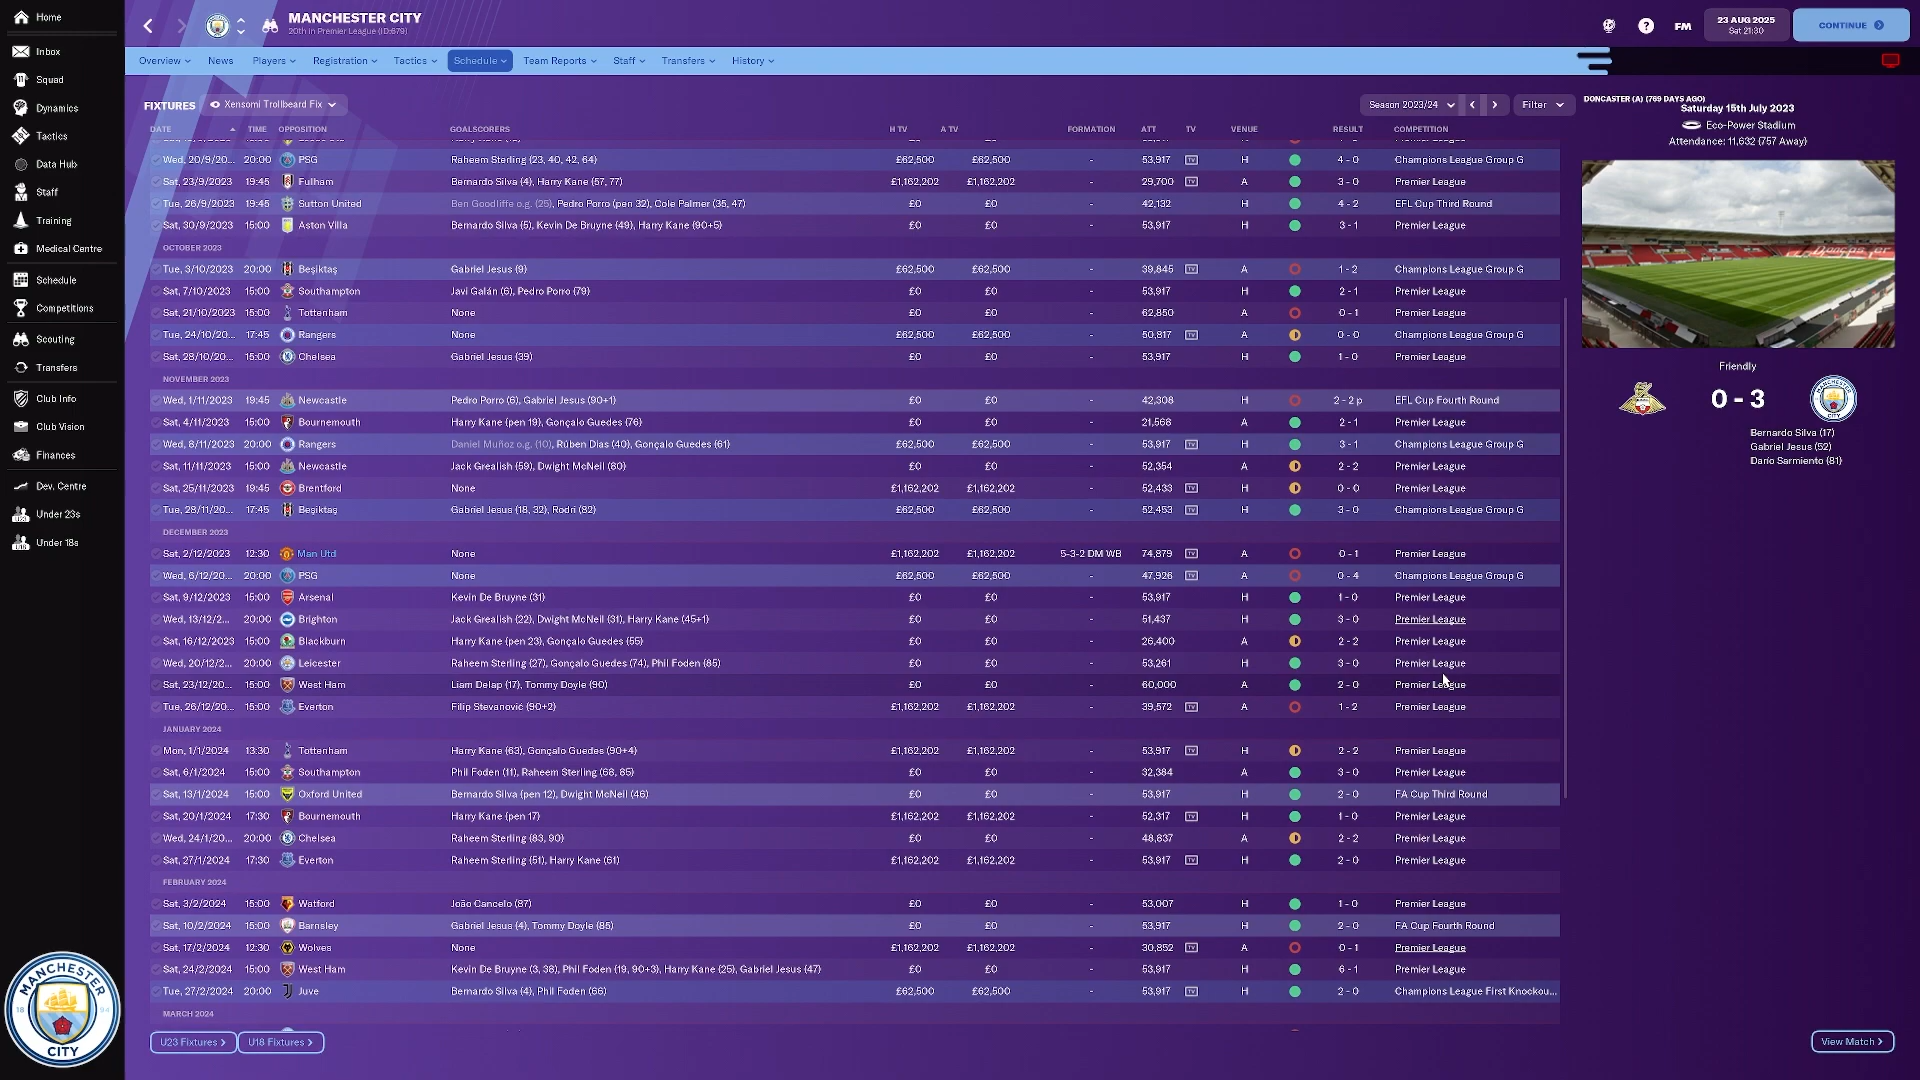 Home
MANCHESTER CITY
20th in Premier League (ID:679)
FM
23 AUG 2025
Sat 21:30
CONTINUE
Inbox
Squad
Dynamics
Tactics
Data Hub
Staff
Training
Medical Centre
Schedule
Competitions
Scouting
Transfers
Club Info
Club Vision
Finances
Dev. Centre
Under 23s
Under 18s
Overview News Players Registration Tactics Schedule Team Reports Staff Transfers History
FIXTURES Xensomi Trollbeard Fix Season 2023/24 Filter
DATE TIME OPPOSITION GOALSCORERS H TV A TV FORMATION ATT TV VENUE RESULT COMPETITION
Wed, 20/9/20... 20:00 PSG Raheem Sterling (23, 40, 42, 64) £62,500 £62,500 - 53,917 TV H 4 - 0 Champions League Group G
Sat, 23/9/2023 19:45 Fulham Bernardo Silva (4), Harry Kane (57, 77) £1,162,202 £1,162,202 - 29,700 TV A 3 - 0 Premier League
Tue, 26/9/2023 19:45 Sutton United Ben Goodliffe o.g. (25), Pedro Porro (pen 32), Cole Palmer (35, 47) £0 £0 - 42,132 H 4 - 2 EFL Cup Third Round
Sat, 30/9/2023 15:00 Aston Villa Bernardo Silva (5), Kevin De Bruyne (49), Harry Kane (90+5) £0 £0 - 53,917 H 3 - 1 Premier League
OCTOBER 2023
Tue, 3/10/2023 20:00 Beşiktaş Gabriel Jesus (9) £62,500 £62,500 - 39,845 TV A 1 - 2 Champions League Group G
Sat, 7/10/2023 15:00 Southampton Javi Galán (6), Pedro Porro (79) £0 £0 - 53,917 H 2 - 1 Premier League
Sat, 21/10/2023 15:00 Tottenham None £0 £0 - 62,850 A 0 - 1 Premier League
Tue, 24/10/20... 17:45 Rangers None £62,500 £62,500 - 50,817 TV A 0 - 0 Champions League Group G
Sat, 28/10/2023 15:00 Chelsea Gabriel Jesus (39) £0 £0 - 53,917 H 1 - 0 Premier League
NOVEMBER 2023
Wed, 1/11/2023 19:45 Newcastle Pedro Porro (6), Gabriel Jesus (90+1) £0 £0 - 42,308 H 2 - 2 p EFL Cup Fourth Round
Sat, 4/11/2023 15:00 Bournemouth Harry Kane (pen 19), Gonçalo Guedes (76) £0 £0 - 21,568 A 2 - 1 Premier League
Wed, 8/11/2023 20:00 Rangers Daniel Muñoz o.g. (10), Rúben Dias (40), Gonçalo Guedes (61) £62,500 £62,500 - 53,917 TV H 3 - 1 Champions League Group G
Sat, 11/11/2023 15:00 Newcastle Jack Grealish (59), Dwight McNeil (80) £0 £0 - 52,354 A 2 - 2 Premier League
Sat, 25/11/2023 19:45 Brentford None £1,162,202 £1,162,202 - 52,433 TV H 0 - 0 Premier League
Tue, 28/11/20... 17:45 Beşiktaş Gabriel Jesus (18, 32), Rodri (82) £62,500 £62,500 - 52,453 TV H 3 - 0 Champions League Group G
DECEMBER 2023
Sat, 2/12/2023 12:30 Man Utd None £1,162,202 £1,162,202 5-3-2 DM WB 74,879 TV A 0 - 1 Premier League
Wed, 6/12/20... 20:00 PSG None £62,500 £62,500 - 47,926 TV A 0 - 4 Champions League Group G
Sat, 9/12/2023 15:00 Arsenal Kevin De Bruyne (31) £0 £0 - 53,917 H 1 - 0 Premier League
Wed, 13/12/2... 20:00 Brighton Jack Grealish (22), Dwight McNeil (31), Harry Kane (45+1) £0 £0 - 51,437 H 3 - 0 Premier League
Sat, 16/12/2023 15:00 Blackburn Harry Kane (pen 23), Gonçalo Guedes (55) £0 £0 - 26,400 A 2 - 2 Premier League
Wed, 20/12/2... 20:00 Leicester Raheem Sterling (27), Gonçalo Guedes (74), Phil Foden (85) £0 £0 - 53,261 H 3 - 0 Premier League
Sat, 23/12/20... 15:00 West Ham Liam Delap (17), Tommy Doyle (90) £0 £0 - 60,000 A 2 - 0 Premier League
Tue, 26/12/20... 15:00 Everton Filip Stevanović (90+2) £1,162,202 £1,162,202 - 39,572 TV A 1 - 2 Premier League
JANUARY 2024
Mon, 1/1/2024 13:30 Tottenham Harry Kane (63), Gonçalo Guedes (90+4) £1,162,202 £1,162,202 - 53,917 TV H 2 - 2 Premier League
Sat, 6/1/2024 15:00 Southampton Phil Foden (11), Raheem Sterling (68, 85) £0 £0 - 32,384 A 3 - 0 Premier League
Sat, 13/1/2024 15:00 Oxford United Bernardo Silva (pen 12), Dwight McNeil (46) £0 £0 - 53,917 H 2 - 0 FA Cup Third Round
Sat, 20/1/2024 17:30 Bournemouth Harry Kane (pen 17) £1,162,202 £1,162,202 - 52,317 TV H 1 - 0 Premier League
Wed, 24/1/20... 20:00 Chelsea Raheem Sterling (83, 90) £0 £0 - 48,837 A 2 - 2 Premier League
Sat, 27/1/2024 17:30 Everton Raheem Sterling (51), Harry Kane (61) £1,162,202 £1,162,202 - 53,917 TV H 2 - 0 Premier League
FEBRUARY 2024
Sat, 3/2/2024 15:00 Watford João Cancelo (87) £0 £0 - 53,007 H 1 - 0 Premier League
Sat, 10/2/2024 15:00 Barnsley Gabriel Jesus (4), Tommy Doyle (85) £0 £0 - 53,917 H 2 - 0 FA Cup Fourth Round
Sat, 17/2/2024 12:30 Wolves None £1,162,202 £1,162,202 - 30,852 TV A 0 - 1 Premier League
Sat, 24/2/2024 15:00 West Ham Kevin De Bruyne (3, 38), Phil Foden (19, 90+3), Harry Kane (25), Gabriel Jesus (47) £0 £0 - 53,917 H 6 - 1 Premier League
Tue, 27/2/2024 20:00 Juve Bernardo Silva (4), Phil Foden (66) £62,500 £62,500 - 53,917 TV H 2 - 0 Champions League First Knockou...
MARCH 2024
U23 Fixtures U18 Fixtures
DONCASTER (A) (769 DAYS AGO)
Saturday 15th July 2023
Eco-Power Stadium
Attendance: 11,632 (757 Away)
Friendly
0 - 3
Bernardo Silva (17)
Gabriel Jesus (52)
Darío Sarmiento (81)
View Match
MANCHESTER
18 94
CITY